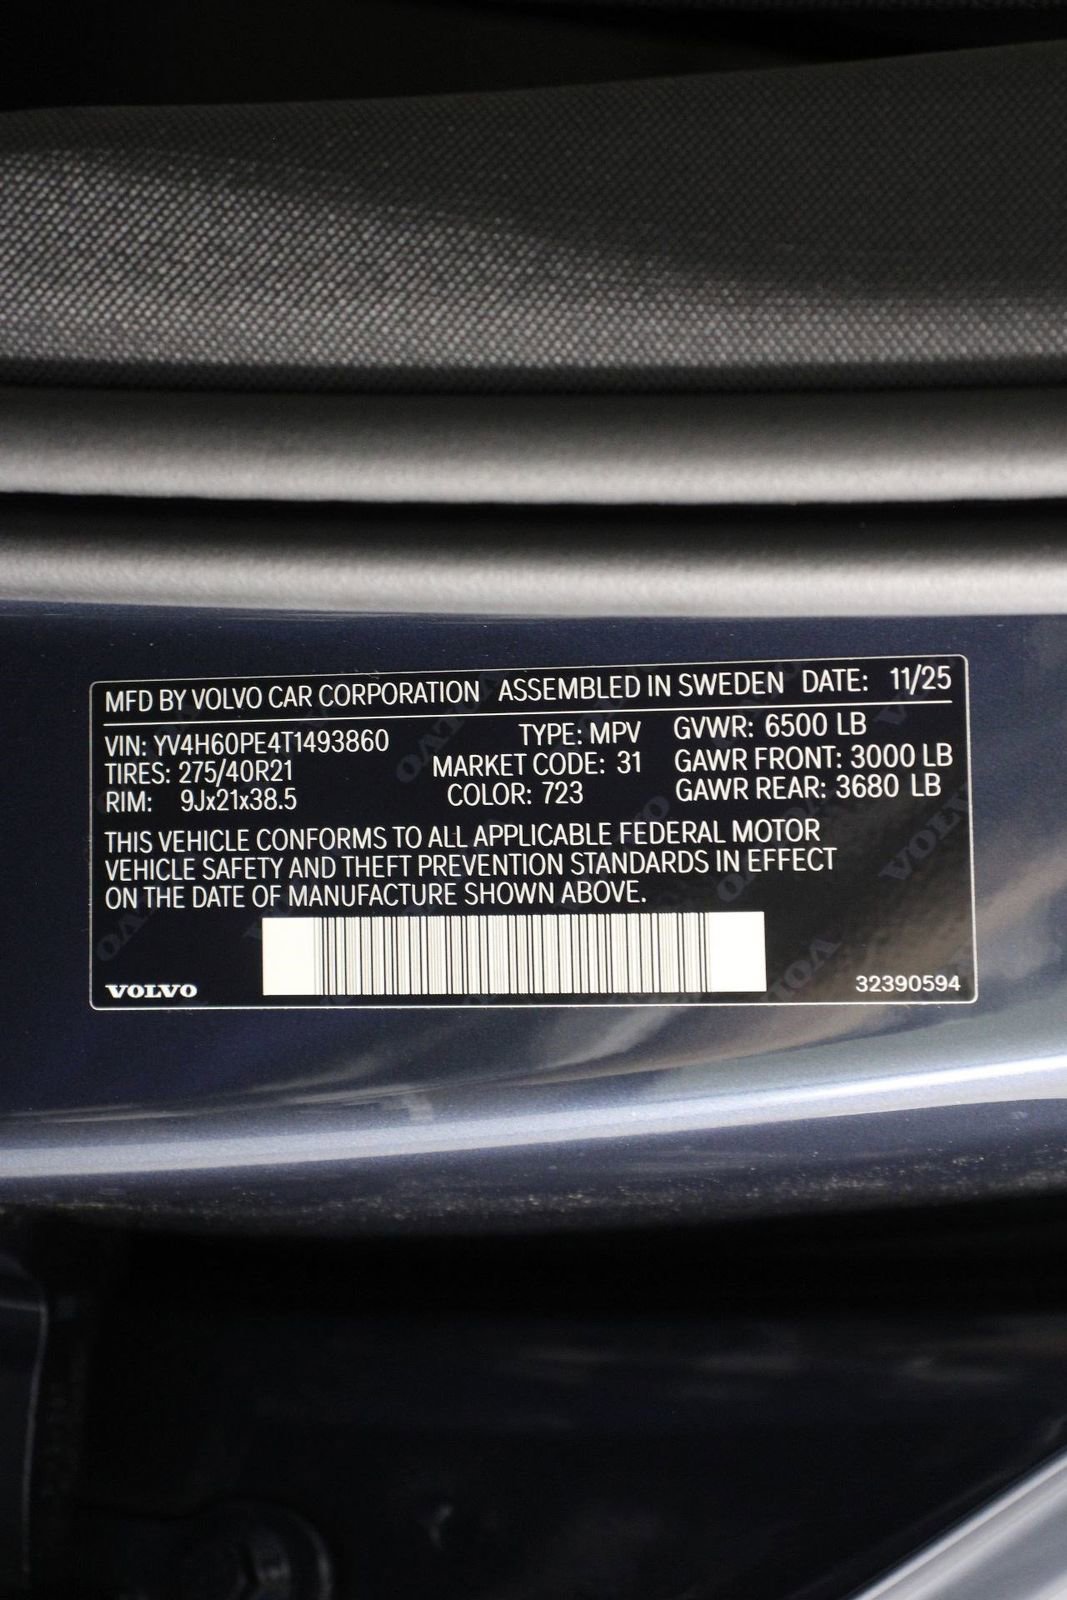 MFD BY VOLVO CAR CORPORATION ASSEMBLED IN SWEDEN DATE: 11/25
VIN: YV4H60PE4T1493860 TYPE: MPV GVWR: 6500 LB
TIRES: 275/40R21 MARKET CODE: 31 GAWR FRONT: 3000 LB
RIM: 9Jx21x38.5 COLOR: 723 GAWR REAR: 3680 LB
THIS VEHICLE CONFORMS TO ALL APPLICABLE FEDERAL MOTOR
VEHICLE SAFETY AND THEFT PREVENTION STANDARDS IN EFFECT
ON THE DATE OF MANUFACTURE SHOWN ABOVE.
VOLVO 32390594